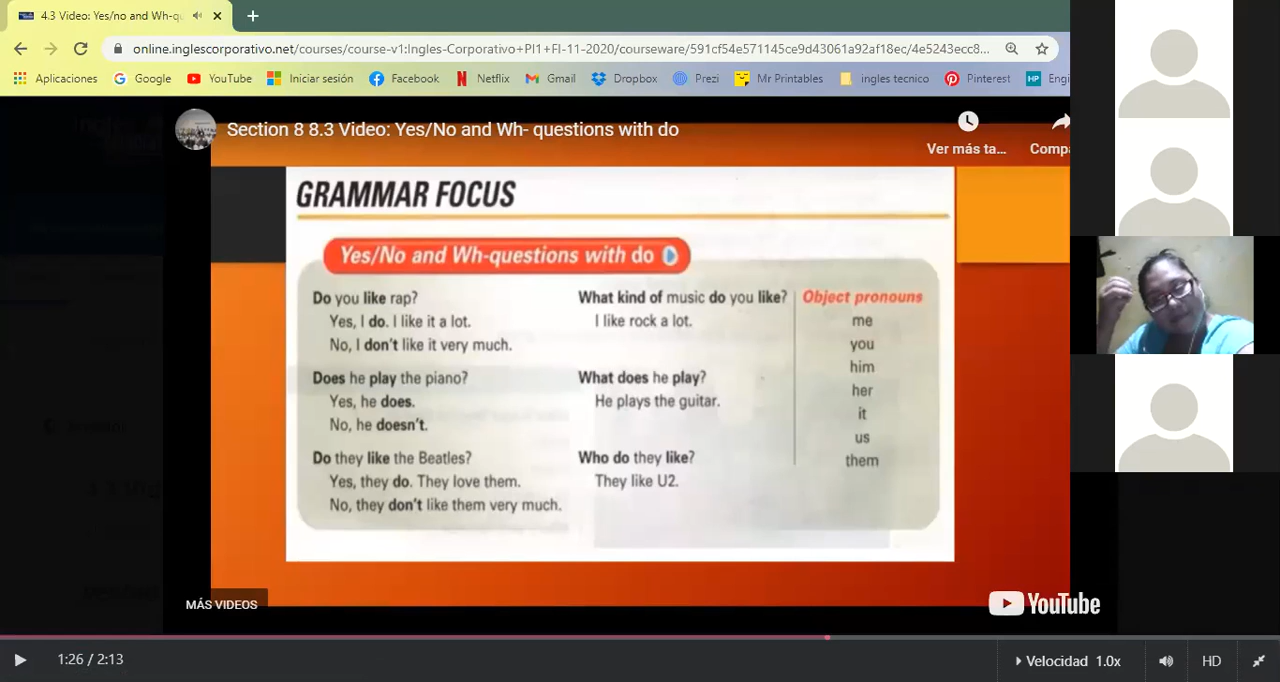 4.3 Video: Yes/no and Wh-qu
online.inglescorporativo.net/courses/course-v1:Ingles-Corporativo+PI1+FI-11-2020/courseware/591cf54e571145ce9d43061a92af18ec/4e5243ecc8...
Aplicaciones Google YouTube Iniciar sesión Facebook Netflix Gmail Dropbox Prezi Mr Printables ingles tecnico Pinterest HP Engi
Section 8 8.3 Video: Yes/No and Wh- questions with do
Ver más ta... Compa
GRAMMAR FOCUS
Yes/No and Wh-questions with do
Do you like rap?
Yes, I do. I like it a lot.
No, I don't like it very much.
Does he play the piano?
Yes, he does.
No, he doesn't.
Do they like the Beatles?
Yes, they do. They love them.
No, they don't like them very much.
What kind of music do you like?
I like rock a lot.
What does he play?
He plays the guitar.
Who do they like?
They like U2.
Object pronouns
me
you
him
her
it
us
them
MÁS VIDEOS
YouTube
1:26 / 2:13
Velocidad 1.0x
HD